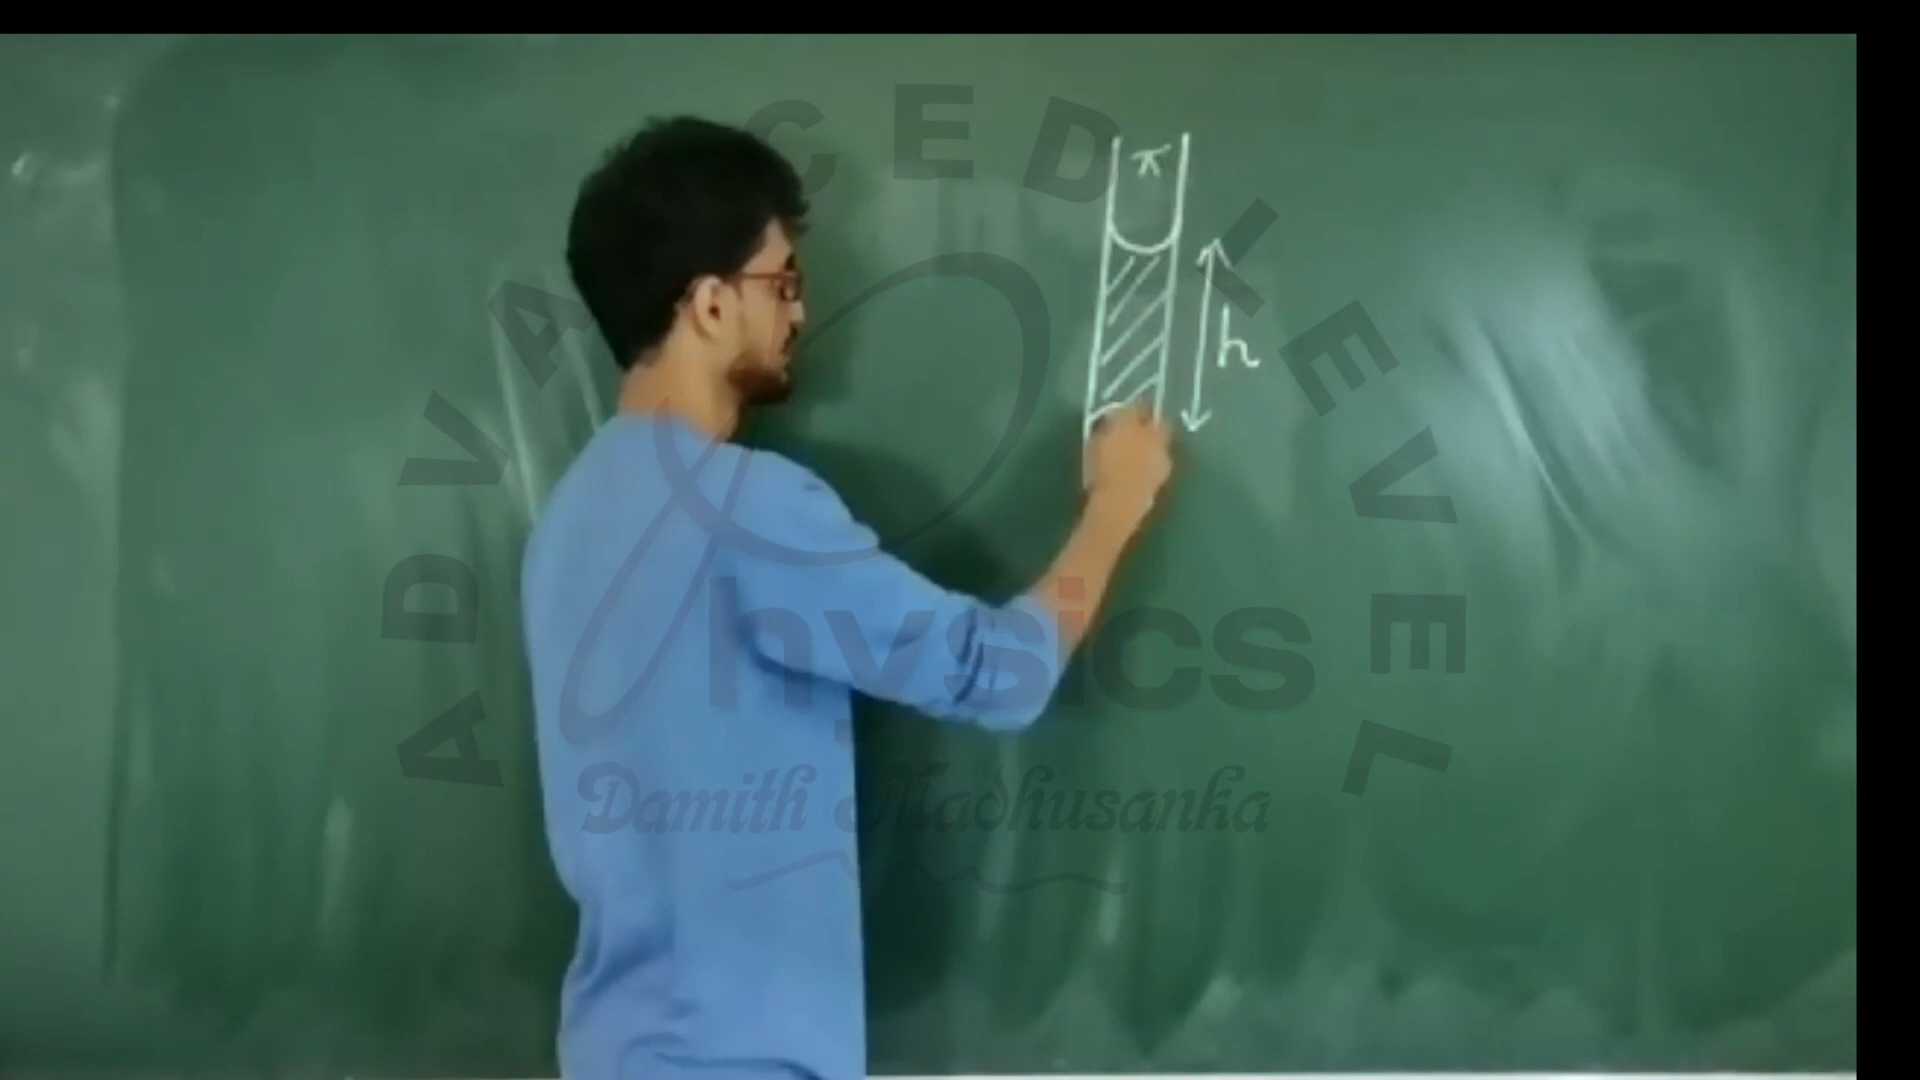 ADVANCED LEVEL
Physics
Damith Madhusanka
π
h